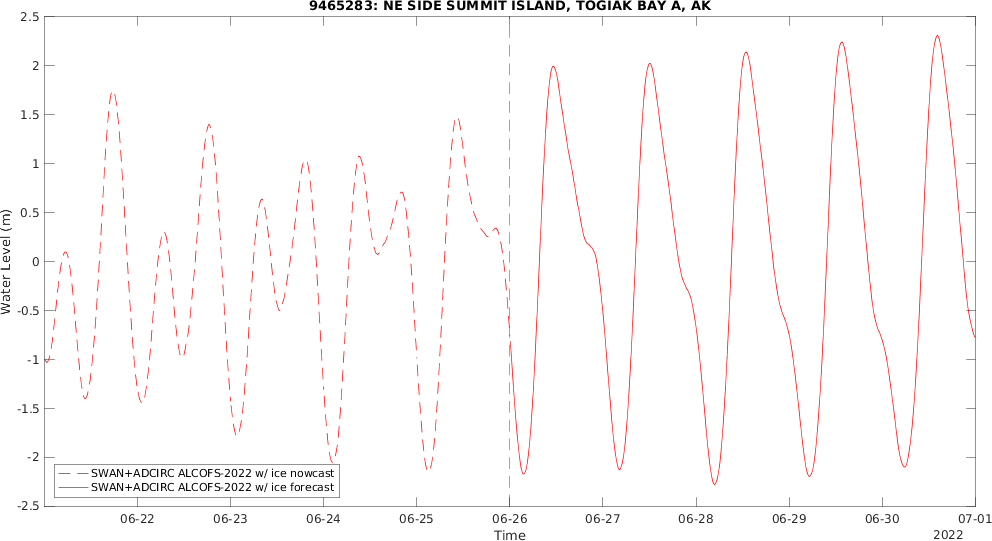 9465283: NE SIDE SUMMIT ISLAND, TOGIAK BAY A, AK
2.5
2
1.5
1
0.5
0
-0.5
-1
-1.5
-2
-2.5
Water Level (m)
SWAN+ADCIRC ALCOFS-2022 w/ ice nowcast
SWAN+ADCIRC ALCOFS-2022 w/ ice forecast
06-22 06-23 06-24 06-25 06-26 06-27 06-28 06-29 06-30 07-01
Time
2022